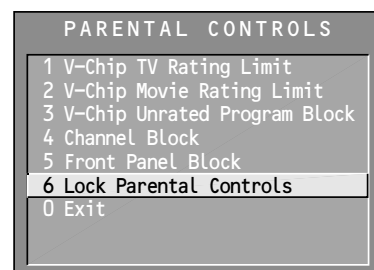 PARENTAL CONTROLS
1 V-Chip TV Rating Limit
2 V-Chip Movie Rating Limit
3 V-Chip Unrated Program Block
4 Channel Block
5 Front Panel Block
6 Lock Parental Controls
0 Exit